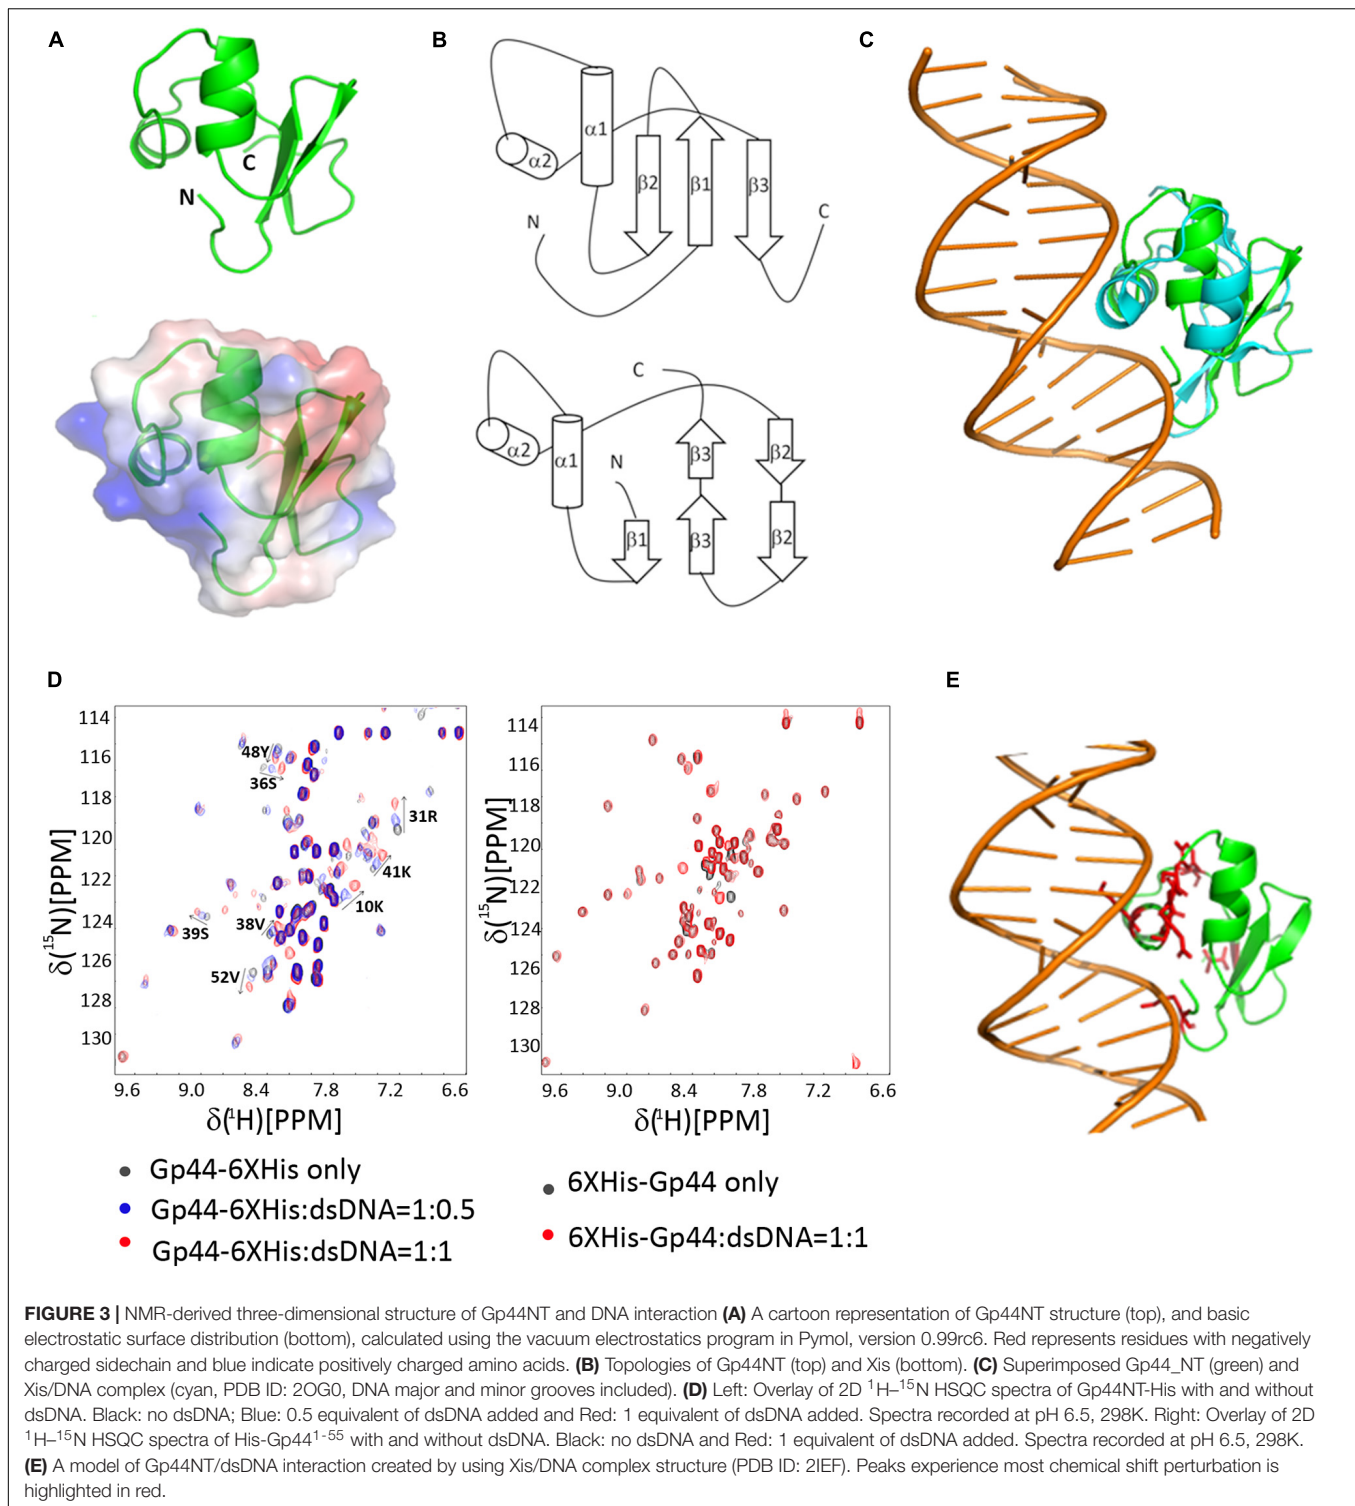 A
B
C
N
C
α1
α2
β2
β1
β3
N
C
C
α2
α1
N
β1
β3
β2
β3
β2
D
E
114
116
118
120
122
124
126
128
130
δ(¹⁵N)[PPM]
48Y
36S
31R
41K
10K
38V
39S
52V
9.6 9.0 8.4 7.8 7.2 6.6
δ(¹H)[PPM]
Gp44-6XHis only
Gp44-6XHis:dsDNA=1:0.5
Gp44-6XHis:dsDNA=1:1
114
116
118
120
122
124
126
128
130
δ(¹⁵N)[PPM]
9.6 9.0 8.4 7.8 7.2 6.6
δ(¹H)[PPM]
6XHis-Gp44 only
6XHis-Gp44:dsDNA=1:1
FIGURE 3 | NMR-derived three-dimensional structure of Gp44NT and DNA interaction (A) A cartoon representation of Gp44NT structure (top), and basic
electrostatic surface distribution (bottom), calculated using the vacuum electrostatics program in Pymol, version 0.99rc6. Red represents residues with negatively
charged sidechain and blue indicate positively charged amino acids. (B) Topologies of Gp44NT (top) and Xis (bottom). (C) Superimposed Gp44_NT (green) and
Xis/DNA complex (cyan, PDB ID: 2OG0, DNA major and minor grooves included). (D) Left: Overlay of 2D ¹H–¹⁵N HSQC spectra of Gp44NT-His with and without
dsDNA. Black: no dsDNA; Blue: 0.5 equivalent of dsDNA added and Red: 1 equivalent of dsDNA added. Spectra recorded at pH 6.5, 298K. Right: Overlay of 2D
¹H–¹⁵N HSQC spectra of His-Gp44¹⁻⁵⁵ with and without dsDNA. Black: no dsDNA and Red: 1 equivalent of dsDNA added. Spectra recorded at pH 6.5, 298K.
(E) A model of Gp44NT/dsDNA interaction created by using Xis/DNA complex structure (PDB ID: 2IEF). Peaks experience most chemical shift perturbation is
highlighted in red.